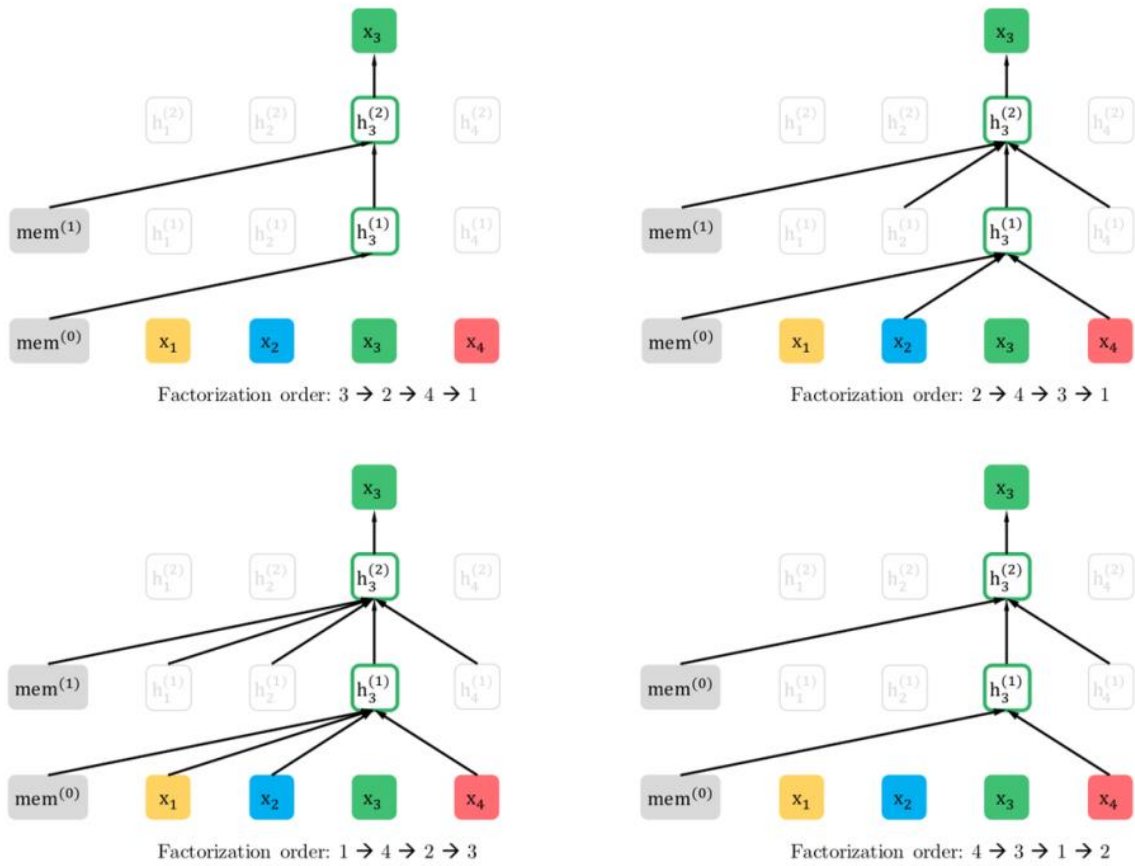 x₃ x₃
h₁⁽²⁾ h₂⁽²⁾ h₃⁽²⁾ h₄⁽²⁾ h₁⁽²⁾ h₂⁽²⁾ h₃⁽²⁾ h₄⁽²⁾
mem⁽¹⁾ h₁⁽¹⁾ h₂⁽¹⁾ h₃⁽¹⁾ h₄⁽¹⁾ mem⁽¹⁾ h₁⁽¹⁾ h₂⁽¹⁾ h₃⁽¹⁾ h₄⁽¹⁾
mem⁽⁰⁾ x₁ x₂ x₃ x₄ mem⁽⁰⁾ x₁ x₂ x₃ x₄
Factorization order: 3 → 2 → 4 → 1 Factorization order: 2 → 4 → 3 → 1
x₃ x₃
h₁⁽²⁾ h₂⁽²⁾ h₃⁽²⁾ h₄⁽²⁾ h₁⁽²⁾ h₂⁽²⁾ h₃⁽²⁾ h₄⁽²⁾
mem⁽¹⁾ h₁⁽¹⁾ h₂⁽¹⁾ h₃⁽¹⁾ h₄⁽¹⁾ mem⁽⁰⁾ h₁⁽¹⁾ h₂⁽¹⁾ h₃⁽¹⁾ h₄⁽¹⁾
mem⁽⁰⁾ x₁ x₂ x₃ x₄ mem⁽⁰⁾ x₁ x₂ x₃ x₄
Factorization order: 1 → 4 → 2 → 3 Factorization order: 4 → 3 → 1 → 2